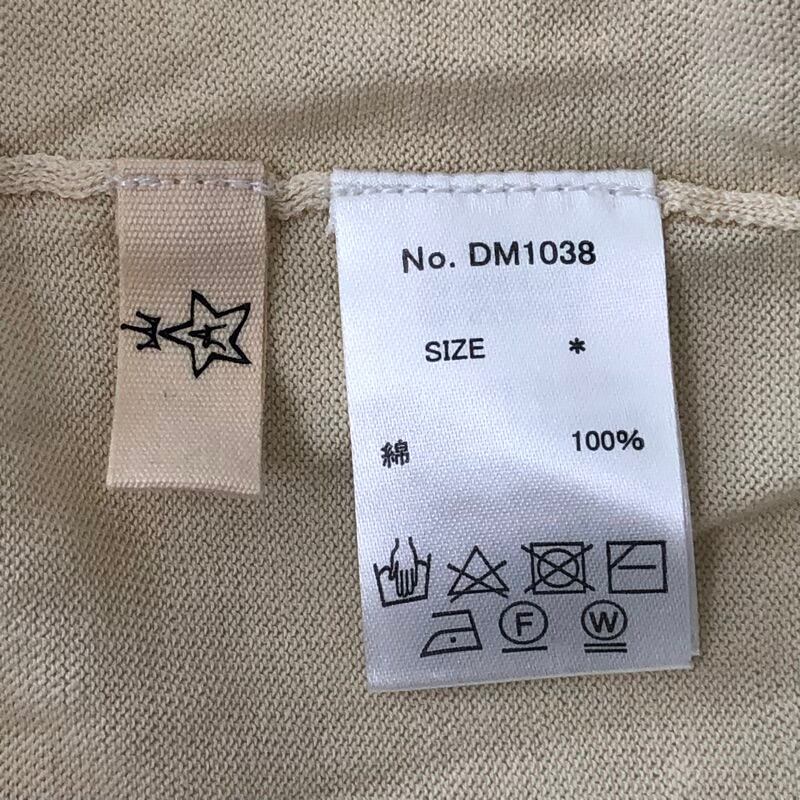 No. DM1038
SIZE *
綿 100%
F W
A